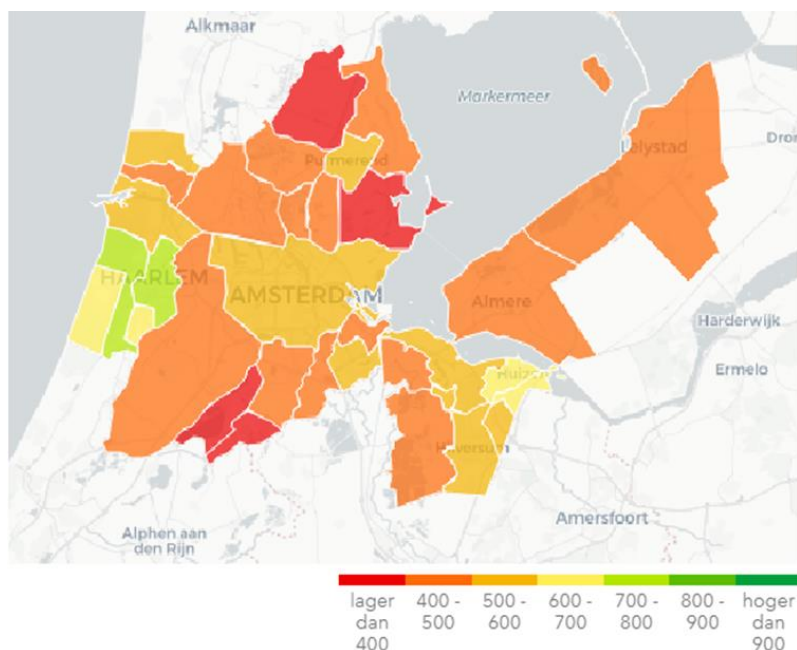 Alkmaar
Markermeer
Dron
Purmerend
Lelystad
HAARLEM
AMSTERDAM
Almere
Harderwijk
Huizen
Ermelo
Hilversum
Amersfoort
Alphen aan
den Rijn
lager
dan
400
400 -
500
500 -
600
600 -
700
700 -
800
800 -
900
hoger
dan
900